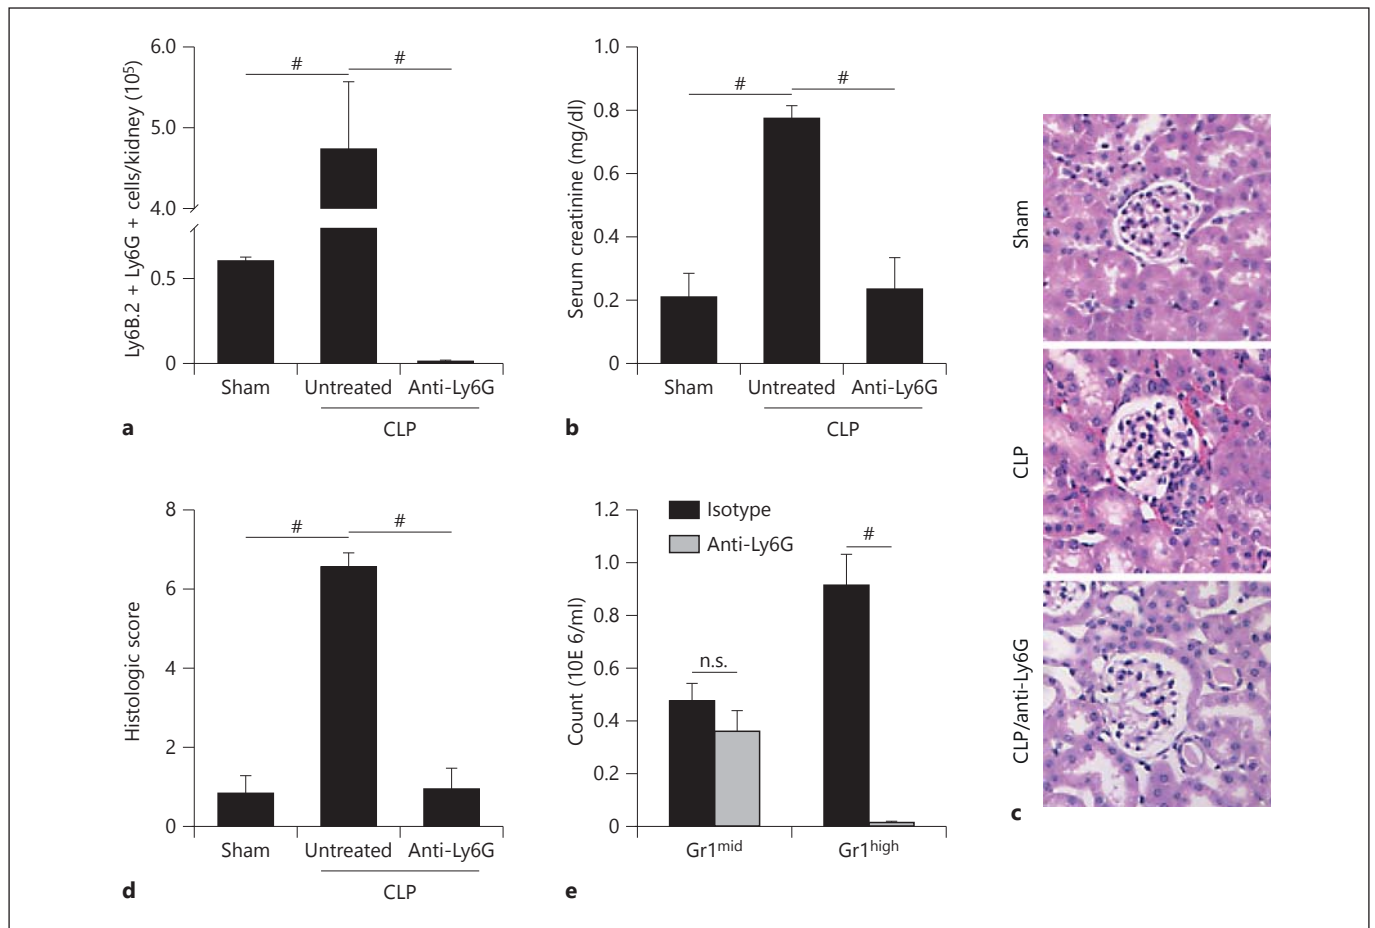 Ly6B.2 + Ly6G + cells/kidney (10⁵)
6.0
5.0
4.0
0.5
0
#
#
Sham
Untreated
Anti-Ly6G
CLP
a
Serum creatinine (mg/dl)
1.0
0.8
0.6
0.4
0.2
0
#
#
Sham
Untreated
Anti-Ly6G
CLP
b
Sham
CLP
CLP/anti-Ly6G
c
Histologic score
8
6
4
2
0
#
#
Sham
Untreated
Anti-Ly6G
CLP
d
Count (10E 6/ml)
1.2
1.0
0.8
0.6
0.4
0.2
0
Isotype
Anti-Ly6G
n.s.
#
Gr1ᵐⁱᵈ
Gr1ʰⁱᵍʰ
e